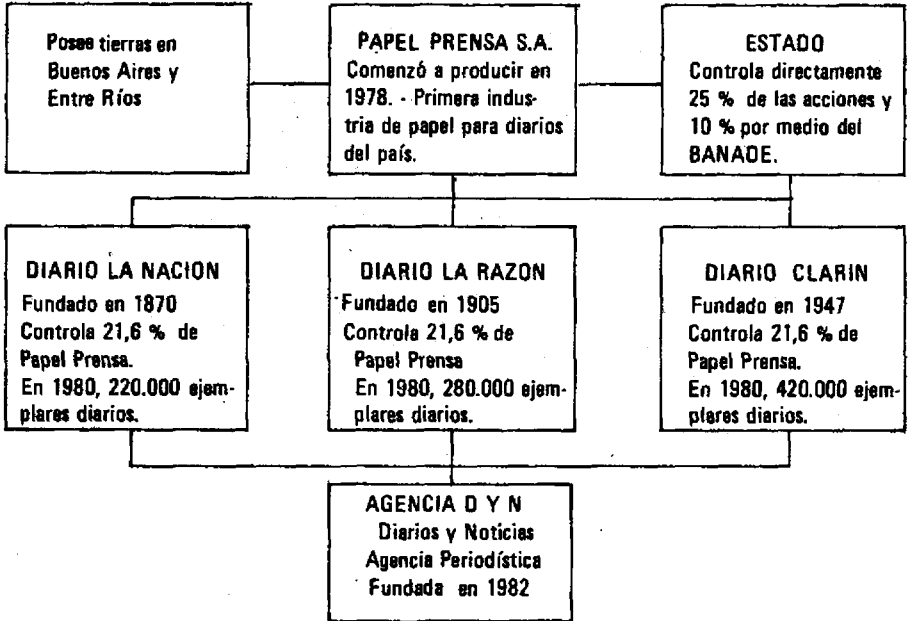 Posee tierras en
Buenos Aires y
Entre Ríos
PAPEL PRENSA S.A.
Comenzó a producir en
1978. - Primera indus-
tria de papel para diarios
del país.
ESTADO
Controla directamente
25 % de las acciones y
10 % por medio del
BANADE.
DIARIO LA NACION
Fundado en 1870
Controla 21,6 % de
Papel Prensa.
En 1980, 220.000 ejem-
plares diarios.
DIARIO LA RAZON
Fundado en 1905
Controla 21,6 % de
Papel Prensa
En 1980, 280.000 ejem-
plares diarios.
DIARIO CLARIN
Fundado en 1947
Controla 21,6 % de
Papel Prensa.
En 1980, 420.000 ejem-
plares diarios.
AGENCIA D Y N
Diarios y Noticias
Agencia Periodística
Fundada en 1982